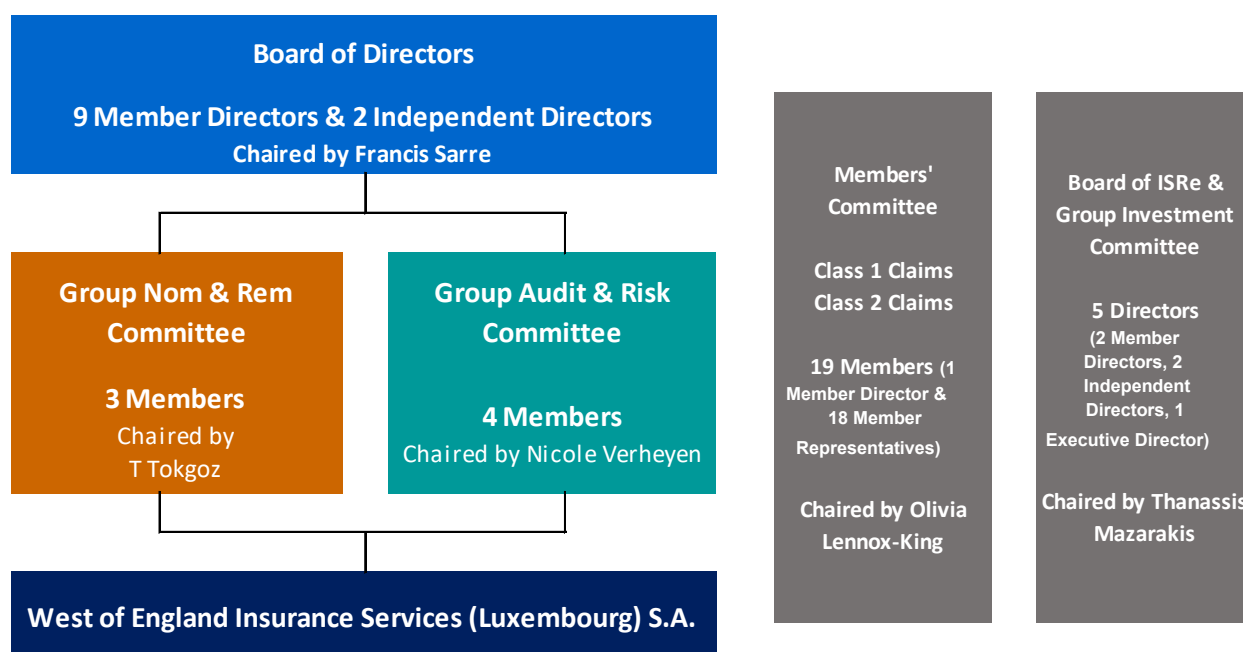 Board of Directors
9 Member Directors & 2 Independent Directors
Chaired by Francis Sarre
Group Nom & Rem
Committee
3 Members
Chaired by
T Tokgoz
Group Audit & Risk
Committee
4 Members
Chaired by Nicole Verheyen
West of England Insurance Services (Luxembourg) S.A.
Members'
Committee
Class 1 Claims
Class 2 Claims
19 Members (1
Member Director &
18 Member
Representatives)
Chaired by Olivia
Lennox-King
Board of ISRe &
Group Investment
Committee
5 Directors
(2 Member
Directors, 2
Independent
Directors, 1
Executive Director)
Chaired by Thanassis
Mazarakis